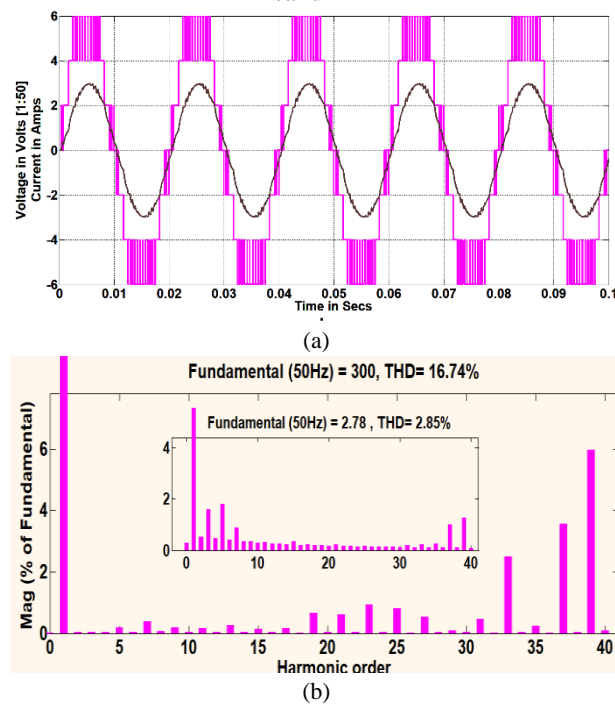 Voltage in Volts [1:50]
Current in Amps
6
4
2
0
-2
-4
-6
0 0.01 0.02 0.03 0.04 0.05 0.06 0.07 0.08 0.09 0.1
Time in Secs
(a)
Fundamental (50Hz) = 300, THD= 16.74%
Mag (% of Fundamental)
6
4
2
0
Fundamental (50Hz) = 2.78 , THD= 2.85%
4
2
0
0 10 20 30 40
0 5 10 15 20 25 30 35 40
Harmonic order
(b)